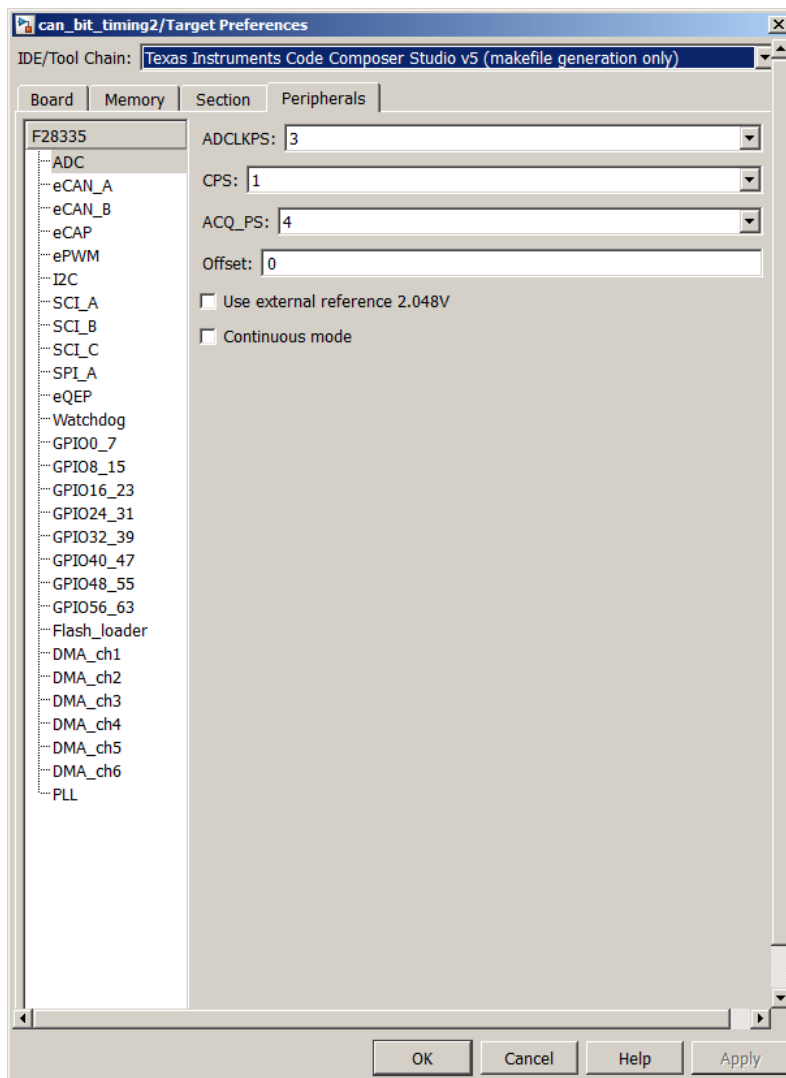 can_bit_timing2/Target Preferences
IDE/Tool Chain: Texas Instruments Code Composer Studio v5 (makefile generation only)
Board Memory Section Peripherals
F28335
ADC
eCAN_A
eCAN_B
eCAP
ePWM
I2C
SCI_A
SCI_B
SCI_C
SPI_A
eQEP
Watchdog
GPIO0_7
GPIO8_15
GPIO16_23
GPIO24_31
GPIO32_39
GPIO40_47
GPIO48_55
GPIO56_63
Flash_loader
DMA_ch1
DMA_ch2
DMA_ch3
DMA_ch4
DMA_ch5
DMA_ch6
PLL
ADCLKPS: 3
CPS: 1
ACQ_PS: 4
Offset: 0
Use external reference 2.048V
Continuous mode
OK Cancel Help Apply